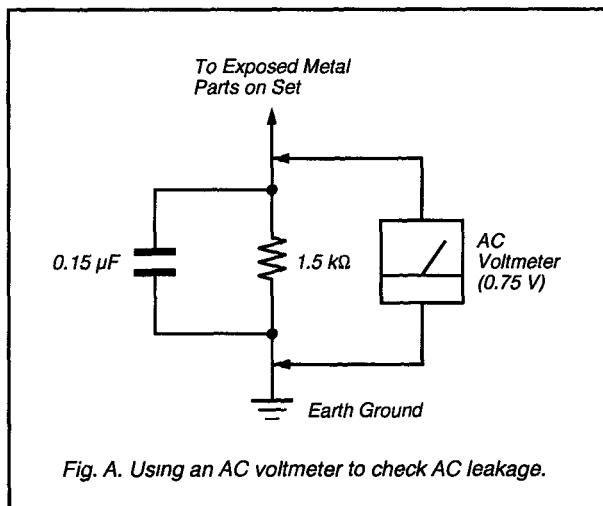 To Exposed Metal
Parts on Set
0.15 µF
1.5 kΩ
AC
Voltmeter
(0.75 V)
Earth Ground
Fig. A. Using an AC voltmeter to check AC leakage.